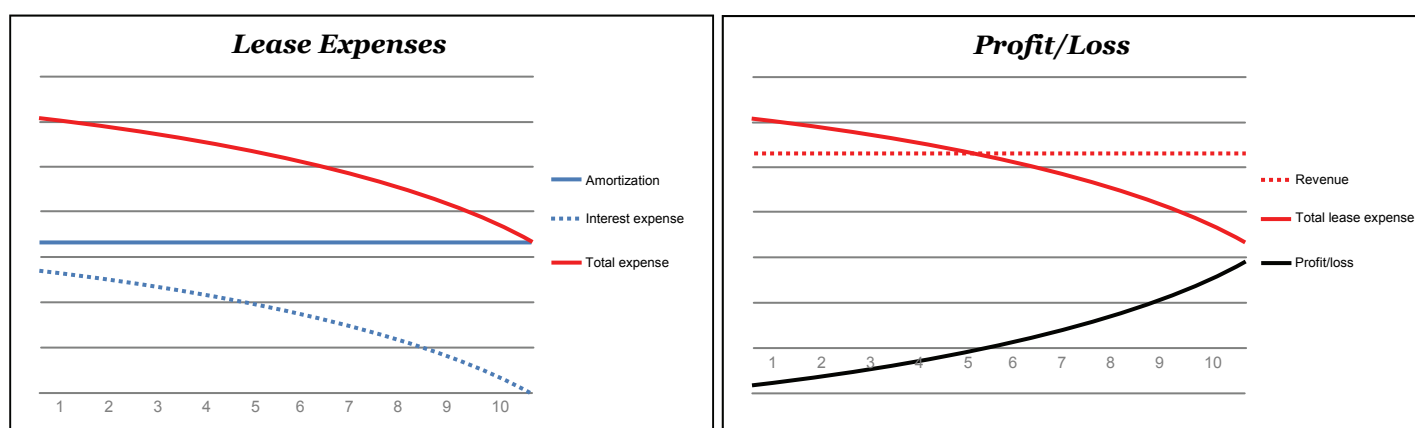 Lease Expenses
Amortization
Interest expense
Total expense
1 2 3 4 5 6 7 8 9 10
Profit/Loss
Revenue
Total lease expense
Profit/loss
1 2 3 4 5 6 7 8 9 10